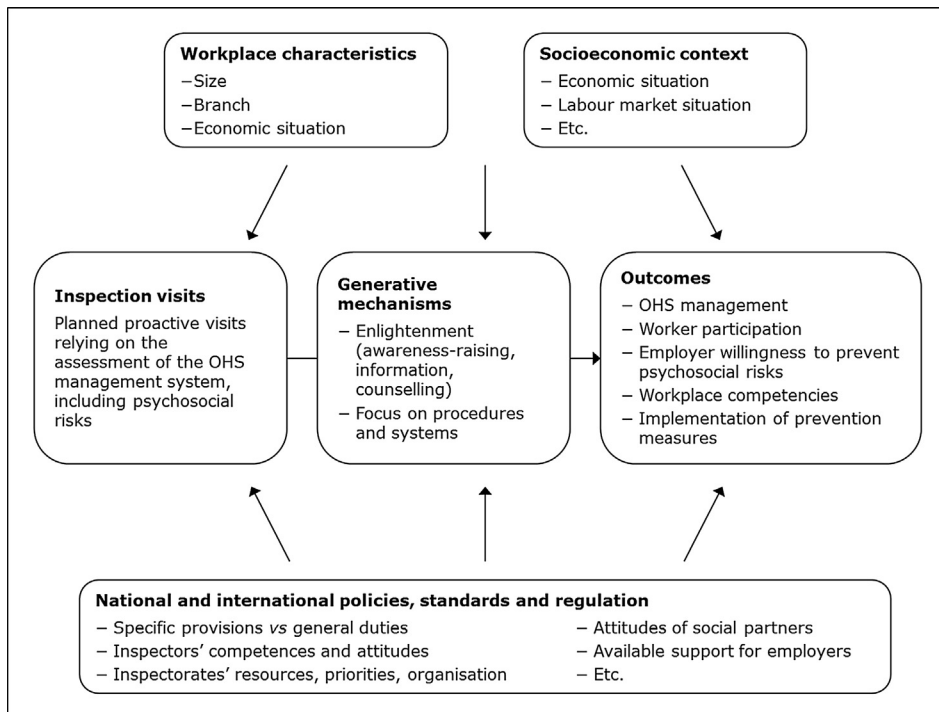 Workplace characteristics
– Size
– Branch
– Economic situation
Socioeconomic context
– Economic situation
– Labour market situation
– Etc.
Inspection visits
Planned proactive visits
relying on the
assessment of the OHS
management system,
including psychosocial
risks
Generative
mechanisms
– Enlightenment
(awareness-raising,
information,
counselling)
– Focus on procedures
and systems
Outcomes
– OHS management
– Worker participation
– Employer willingness to prevent
psychosocial risks
– Workplace competencies
– Implementation of prevention
measures
National and international policies, standards and regulation
– Specific provisions vs general duties
– Inspectors’ competences and attitudes
– Inspectorates’ resources, priorities, organisation
– Attitudes of social partners
– Available support for employers
– Etc.